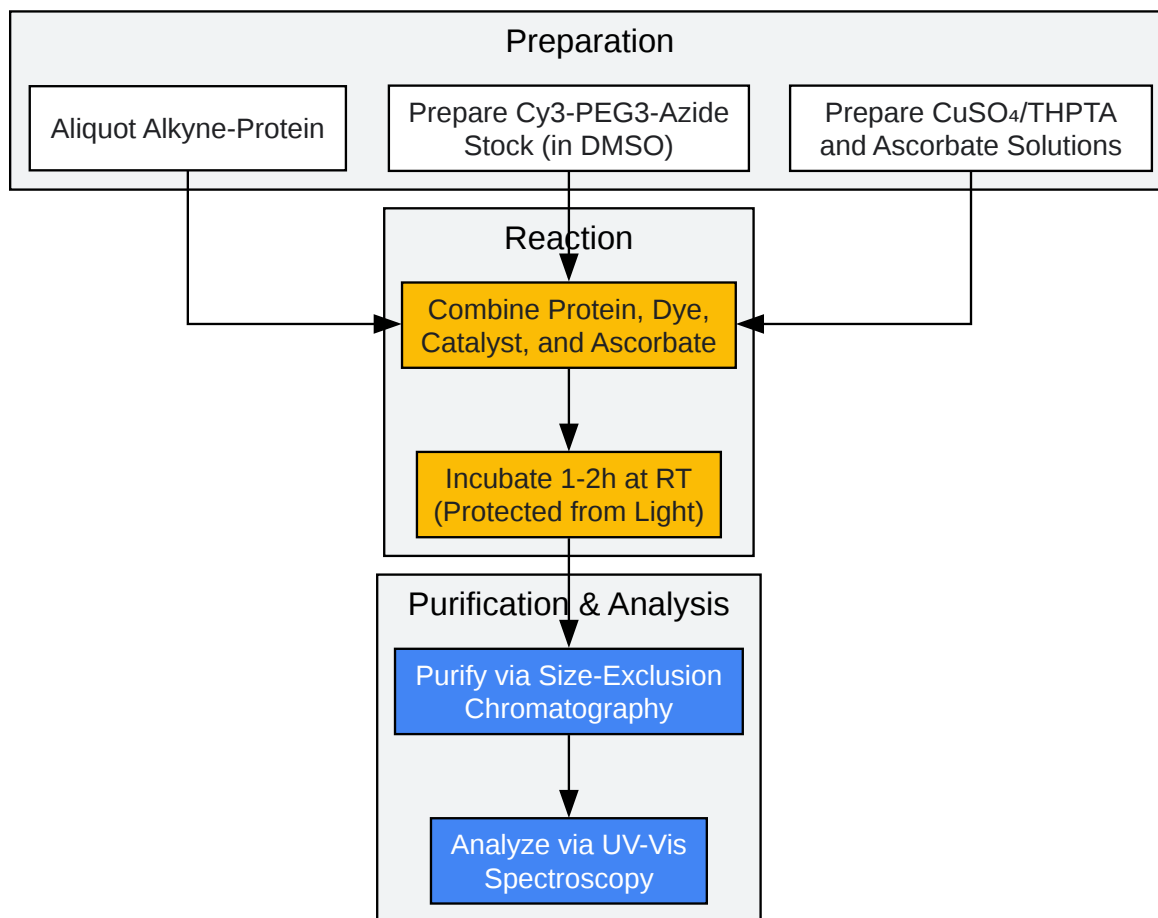 Preparation
Aliquot Alkyne-Protein
Prepare Cy3-PEG3-Azide
Stock (in DMSO)
Prepare CuSO₄/THPTA
and Ascorbate Solutions
Reaction
Combine Protein, Dye,
Catalyst, and Ascorbate
Incubate 1-2h at RT
(Protected from Light)
Purification & Analysis
Purify via Size-Exclusion
Chromatography
Analyze via UV-Vis
Spectroscopy